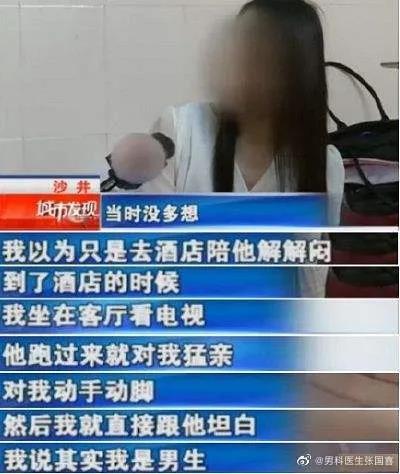 沙井
城市发现
当时没多想
我以为只是去酒店陪他解解闷
到了酒店的时候
我坐在客厅看电视
他跑过来就对我猛亲
对我动手动脚
然后我就直接跟他坦白
我说其实我是男生
@男科医生张国喜